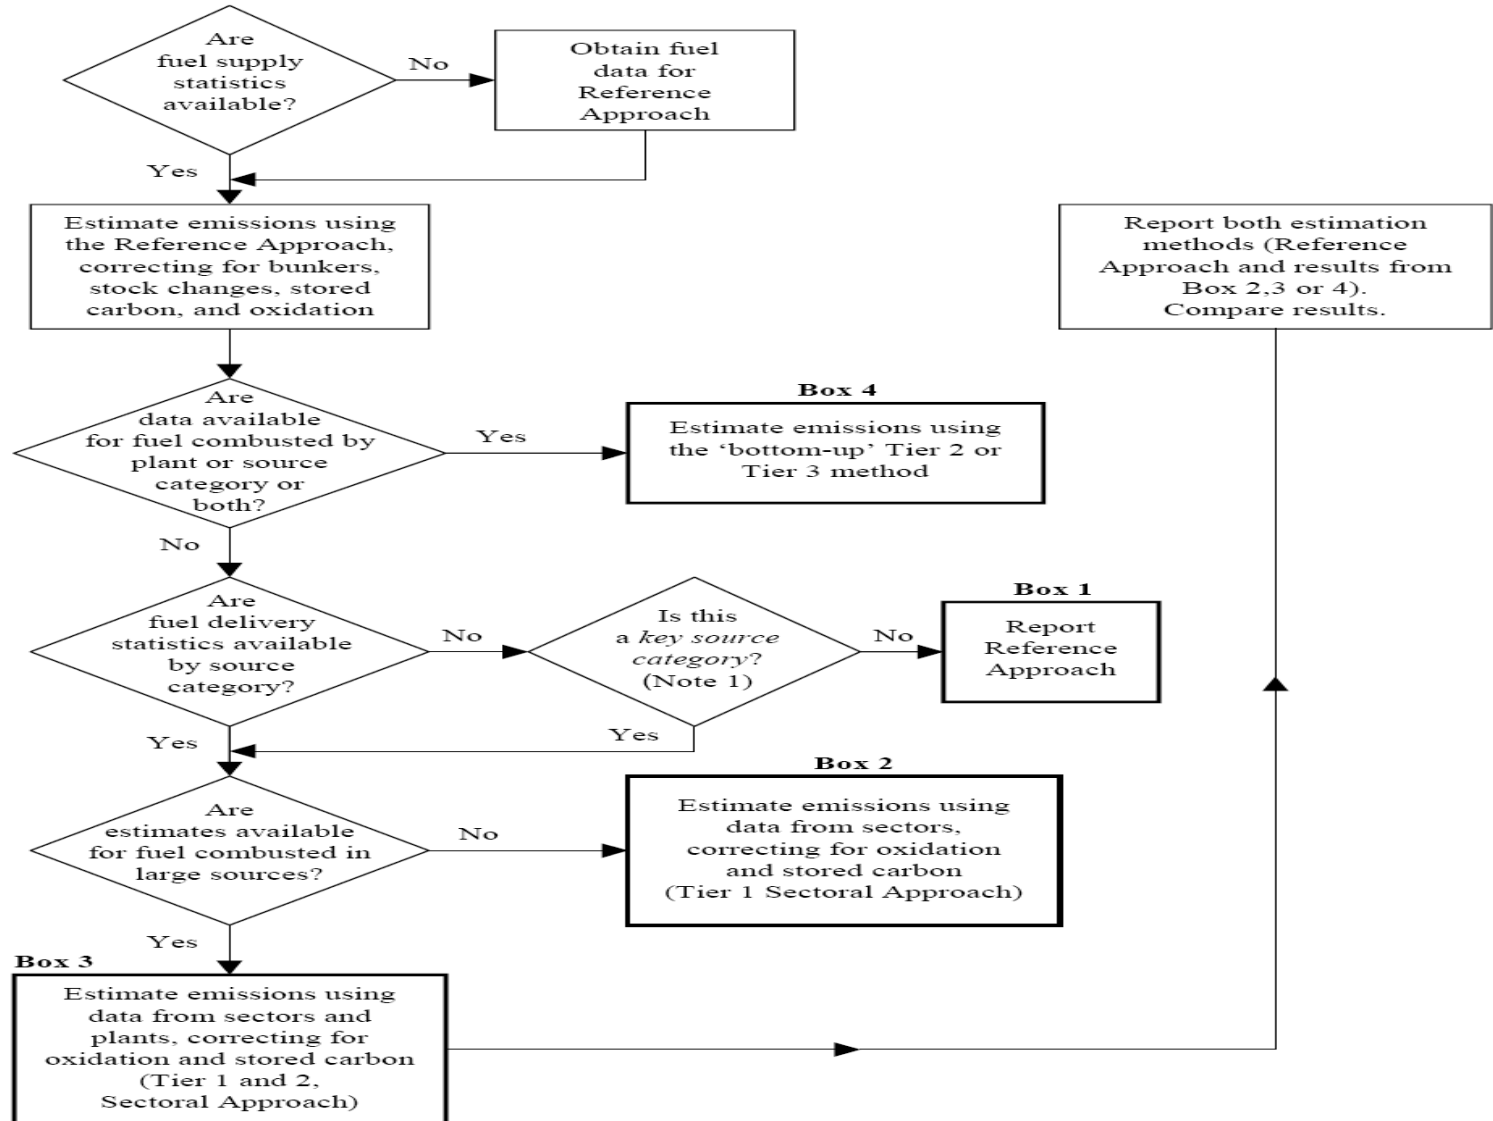 Are
fuel supply
statistics
available?
No
Obtain fuel
data for
Reference
Approach
Yes
Estimate emissions using
the Reference Approach,
correcting for bunkers,
stock changes, stored
carbon, and oxidation
Report both estimation
methods (Reference
Approach and results from
Box 2,3 or 4).
Compare results.
Are
data available
for fuel combusted by
plant or source
category or
both?
Yes
Box 4
Estimate emissions using
the ‘bottom-up’ Tier 2 or
Tier 3 method
No
Are
fuel delivery
statistics available
by source
category?
No
Is this
a key source
category?
(Note 1)
No
Box 1
Report
Reference
Approach
Yes
Yes
Are
estimates available
for fuel combusted in
large sources?
No
Box 2
Estimate emissions using
data from sectors,
correcting for oxidation
and stored carbon
(Tier 1 Sectoral Approach)
Yes
Box 3
Estimate emissions using
data from sectors and
plants, correcting for
oxidation and stored carbon
(Tier 1 and 2,
Sectoral Approach)